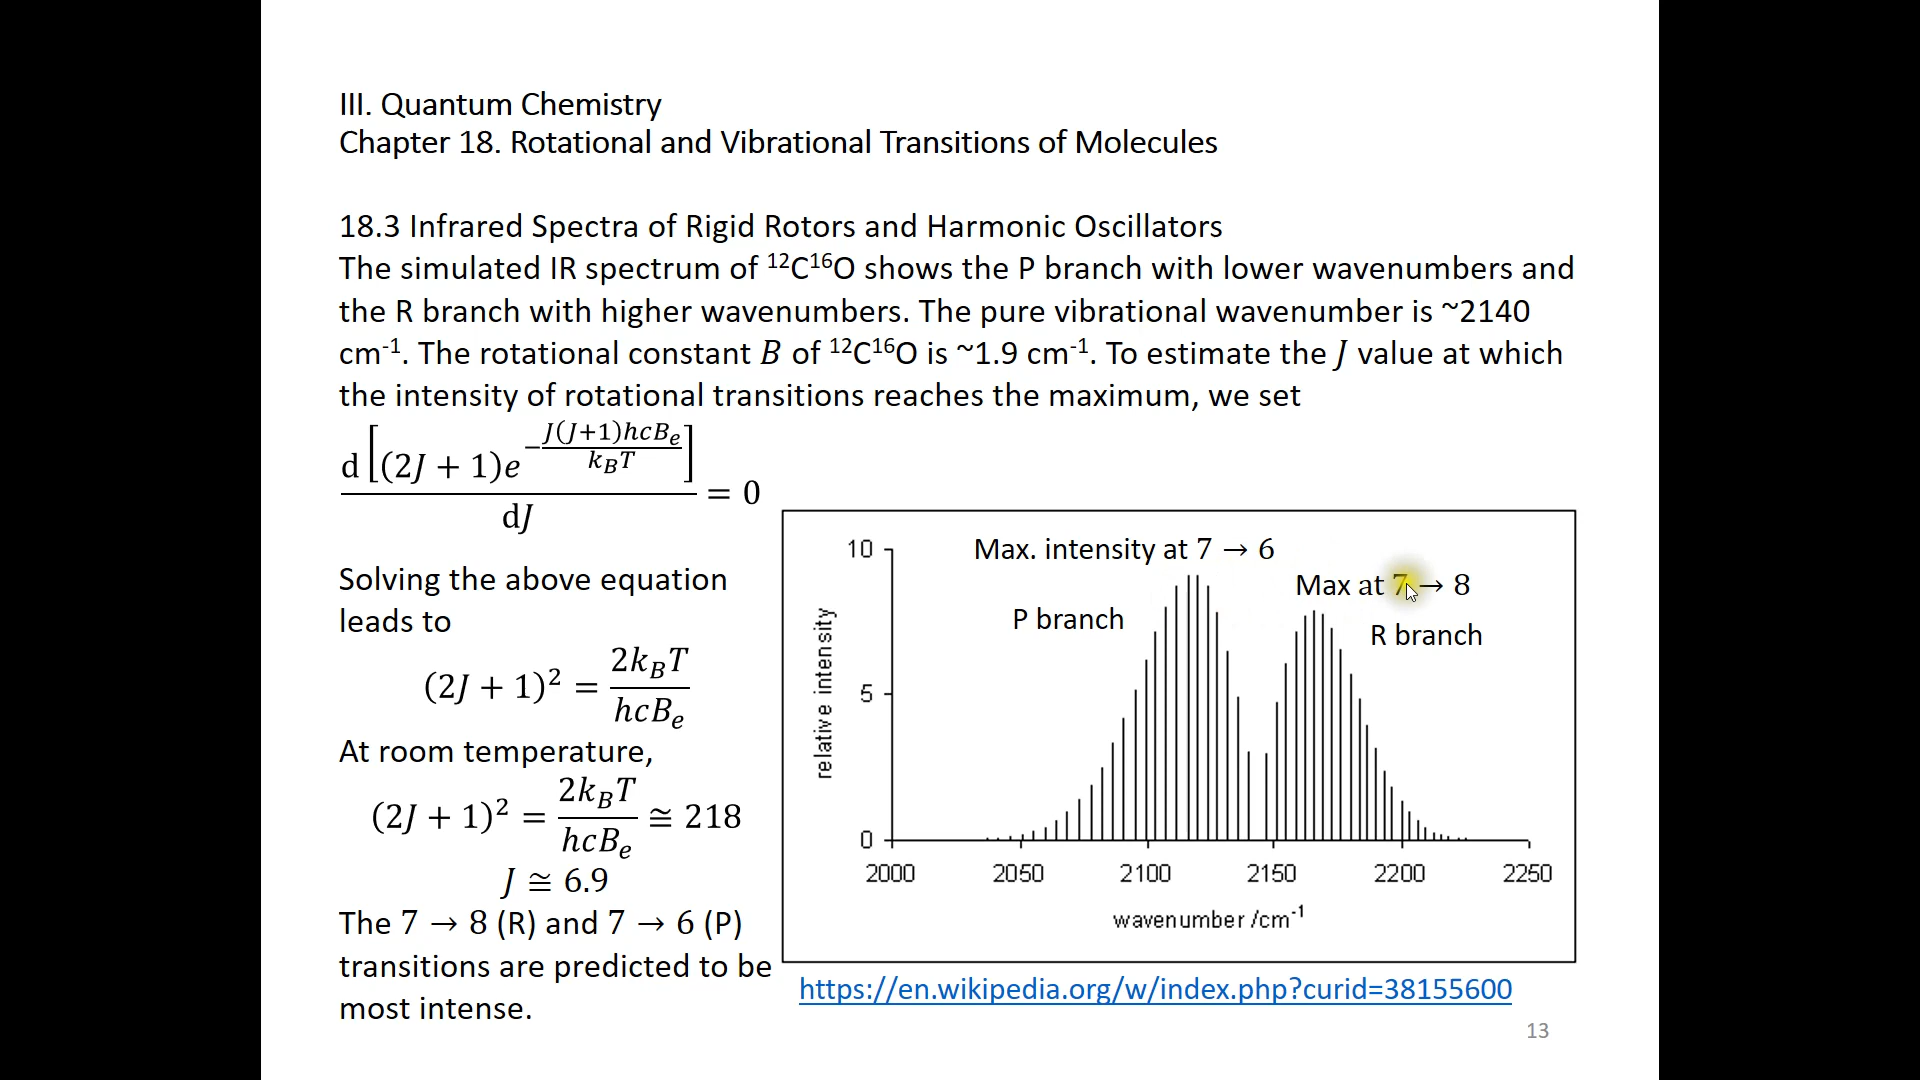 III. Quantum Chemistry
Chapter 18. Rotational and Vibrational Transitions of Molecules
18.3 Infrared Spectra of Rigid Rotors and Harmonic Oscillators
The simulated IR spectrum of ¹²C¹⁶O shows the P branch with lower wavenumbers and
the R branch with higher wavenumbers. The pure vibrational wavenumber is ~2140
cm⁻¹. The rotational constant B of ¹²C¹⁶O is ~1.9 cm⁻¹. To estimate the J value at which
the intensity of rotational transitions reaches the maximum, we set
d[(2J + 1)e^(−J(J+1)hcB_e/k_BT)]/dJ = 0
Solving the above equation
leads to
(2J + 1)² = 2k_BT/hcB_e
At room temperature,
(2J + 1)² = 2k_BT/hcB_e ≅ 218
J ≅ 6.9
The 7 → 8 (R) and 7 → 6 (P)
transitions are predicted to be
most intense.
Max. intensity at 7 → 6
Max at 7 → 8
P branch
R branch
10
5
0
relative intensity
2000 2050 2100 2150 2200 2250
wavenumber /cm⁻¹
https://en.wikipedia.org/w/index.php?curid=38155600
13